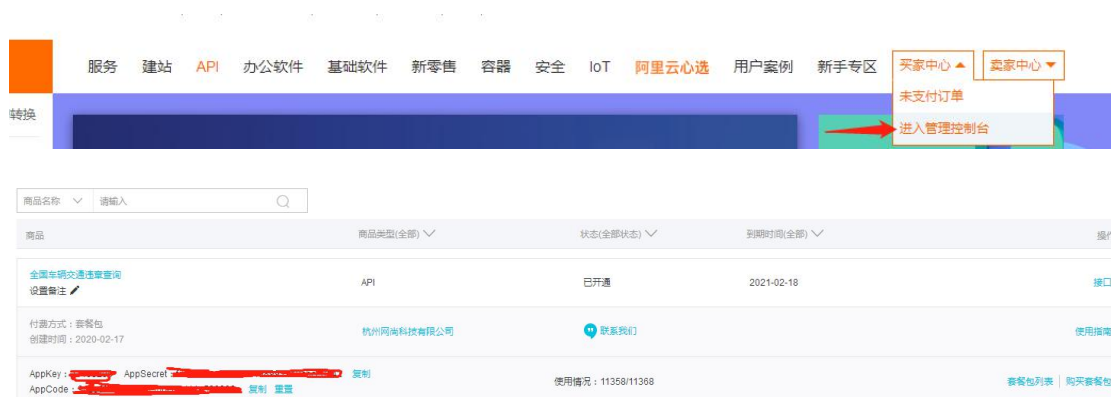 服务 建站 API 办公软件 基础软件 新零售 容器 安全 IoT 阿里云心选 用户案例 新手专区 买家中心 卖家中心
未支付订单
转换
进入管理控制台
商品名称 请输入
商品 商品类型(全部) 状态(全部状态) 到期时间(全部) 操作
全国车辆交通违章查询
设置备注
API 已开通 2021-02-18 接口
付费方式：套餐包
创建时间：2020-02-17
杭州网尚科技有限公司 联系我们 使用指南
AppKey： AppSecret： 复制
AppCode： 复制 重置
使用情况：11358/11368 套餐包列表 购买套餐包